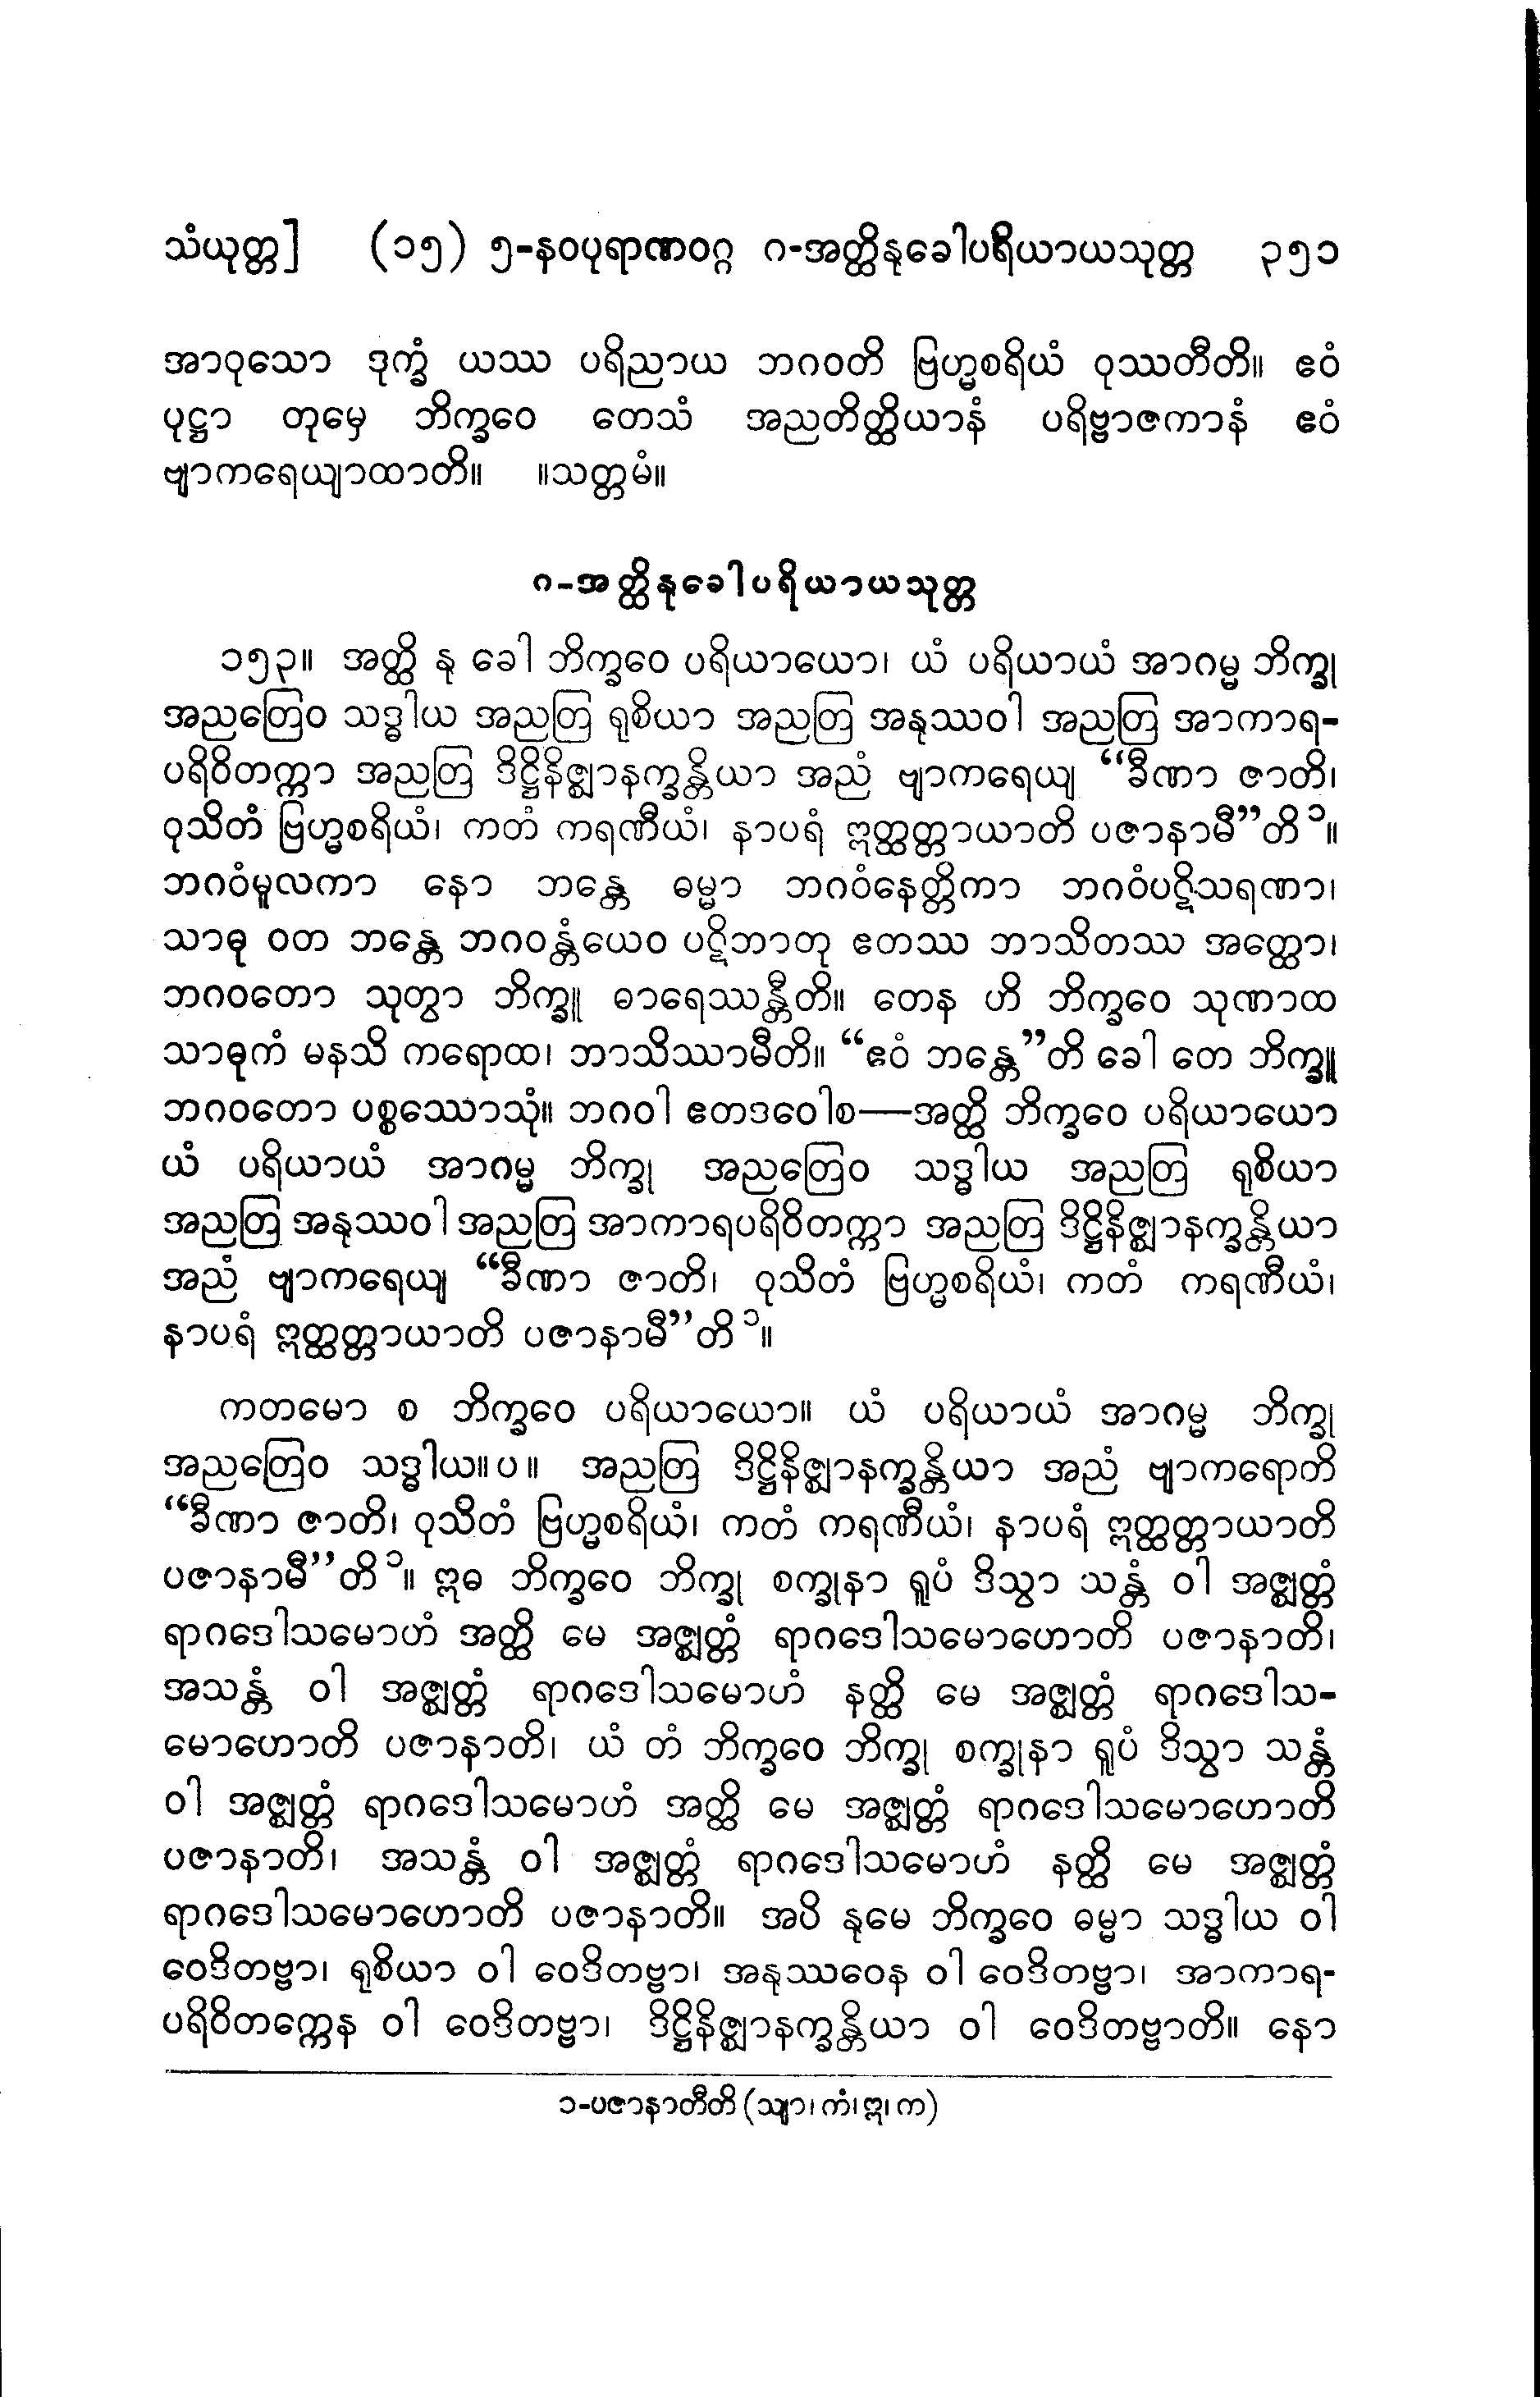 သံယုတ္တ] (၁၅) ၅-နဝပုရာဏဝဂ္ဂ ဂ-အတ္ထိနုခေါပရိယာယသုတ္တ ၃၅၁
အာဝုသော ဒုက္ခံ ယဿ ပရိညာယ ဘဂဝတိ ဗြဟ္မစရိယံ ဝုဿတီတိ။ ဧဝံ
ပုဋ္ဌာ တုမှေ ဘိက္ခဝေ တေသံ အညတိတ္ထိယာနံ ပရိဗ္ဗာဇကာနံ ဧဝံ
ဗျာကရေယျာထာတိ။ ။သတ္တမံ။
ဂ-အတ္ထိနုခေါပရိယာယသုတ္တ
၁၅၃။ အတ္ထိ နု ခေါ ဘိက္ခဝေ ပရိယာယော၊ ယံ ပရိယာယံ အာဂမ္မ ဘိက္ခု
အညတြေဝ သဒ္ဓါယ အညတြ ရုစိယာ အညတြ အနုဿဝါ အညတြ အာကာရ-
ပရိဝိတက္ကာ အညတြ ဒိဋ္ဌိနိဇ္ဈာနက္ခန္တိယာ အညံ ဗျာကရေယျ “ခီဏာ ဇာတိ၊
ဝုသိတံ ဗြဟ္မစရိယံ၊ ကတံ ကရဏီယံ၊ နာပရံ ဣတ္ထတ္တာယာတိ ပဇာနာမီ”တိ ၁။
ဘဂဝံမူလကာ နော ဘန္တေ ဓမ္မာ ဘဂဝံနေတ္တိကာ ဘဂဝံပဋိသရဏာ၊
သာဓု ဝတ ဘန္တေ ဘဂဝန္တံယေဝ ပဋိဘာတု ဧတဿ ဘာသိတဿ အတ္ထော၊
ဘဂဝတော သုတွာ ဘိက္ခူ ဓာရေဿန္တီတိ။ တေန ဟိ ဘိက္ခဝေ သုဏာထ
သာဓုကံ မနသိ ကရောထ၊ ဘာသိဿာမီတိ။ “ဧဝံ ဘန္တေ”တိ ခေါ တေ ဘိက္ခူ
ဘဂဝတော ပစ္စဿောသုံ။ ဘဂဝါ ဧတဒဝေါစ—အတ္ထိ ဘိက္ခဝေ ပရိယာယော
ယံ ပရိယာယံ အာဂမ္မ ဘိက္ခု အညတြေဝ သဒ္ဓါယ အညတြ ရုစိယာ
အညတြ အနုဿဝါ အညတြ အာကာရပရိဝိတက္ကာ အညတြ ဒိဋ္ဌိနိဇ္ဈာနက္ခန္တိယာ
အညံ ဗျာကရေယျ “ခီဏာ ဇာတိ၊ ဝုသိတံ ဗြဟ္မစရိယံ၊ ကတံ ကရဏီယံ၊
နာပရံ ဣတ္ထတ္တာယာတိ ပဇာနာမီ”တိ ၁။
ကတမော စ ဘိက္ခဝေ ပရိယာယော။ ယံ ပရိယာယံ အာဂမ္မ ဘိက္ခု
အညတြေဝ သဒ္ဓါယ။ပ။ အညတြ ဒိဋ္ဌိနိဇ္ဈာနက္ခန္တိယာ အညံ ဗျာကရောတိ
“ခီဏာ ဇာတိ၊ ဝုသိတံ ဗြဟ္မစရိယံ၊ ကတံ ကရဏီယံ၊ နာပရံ ဣတ္ထတ္တာယာတိ
ပဇာနာမီ”တိ ၁။ ဣဓ ဘိက္ခဝေ ဘိက္ခု စက္ခုနာ ရူပံ ဒိသွာ သန္တံ ဝါ အဇ္ဈတ္တံ
ရာဂဒေါသမောဟံ အတ္ထိ မေ အဇ္ဈတ္တံ ရာဂဒေါသမောဟောတိ ပဇာနာတိ၊
အသန္တံ ဝါ အဇ္ဈတ္တံ ရာဂဒေါသမောဟံ နတ္ထိ မေ အဇ္ဈတ္တံ ရာဂဒေါသ-
မောဟောတိ ပဇာနာတိ၊ ယံ တံ ဘိက္ခဝေ ဘိက္ခု စက္ခုနာ ရူပံ ဒိသွာ သန္တံ
ဝါ အဇ္ဈတ္တံ ရာဂဒေါသမောဟံ အတ္ထိ မေ အဇ္ဈတ္တံ ရာဂဒေါသမောဟောတိ
ပဇာနာတိ၊ အသန္တံ ဝါ အဇ္ဈတ္တံ ရာဂဒေါသမောဟံ နတ္ထိ မေ အဇ္ဈတ္တံ
ရာဂဒေါသမောဟောတိ ပဇာနာတိ။ အပိ နုမေ ဘိက္ခဝေ ဓမ္မာ သဒ္ဓါယ ဝါ
ဝေဒိတဗ္ဗာ၊ ရုစိယာ ဝါ ဝေဒိတဗ္ဗာ၊ အနုဿဝေန ဝါ ဝေဒိတဗ္ဗာ၊ အာကာရ-
ပရိဝိတက္ကေန ဝါ ဝေဒိတဗ္ဗာ၊ ဒိဋ္ဌိနိဇ္ဈာနက္ခန္တိယာ ဝါ ဝေဒိတဗ္ဗာတိ။ နော
၁-ပဇာနာတီတိ (သျာ၊ ကံ၊ ဣ၊ က)